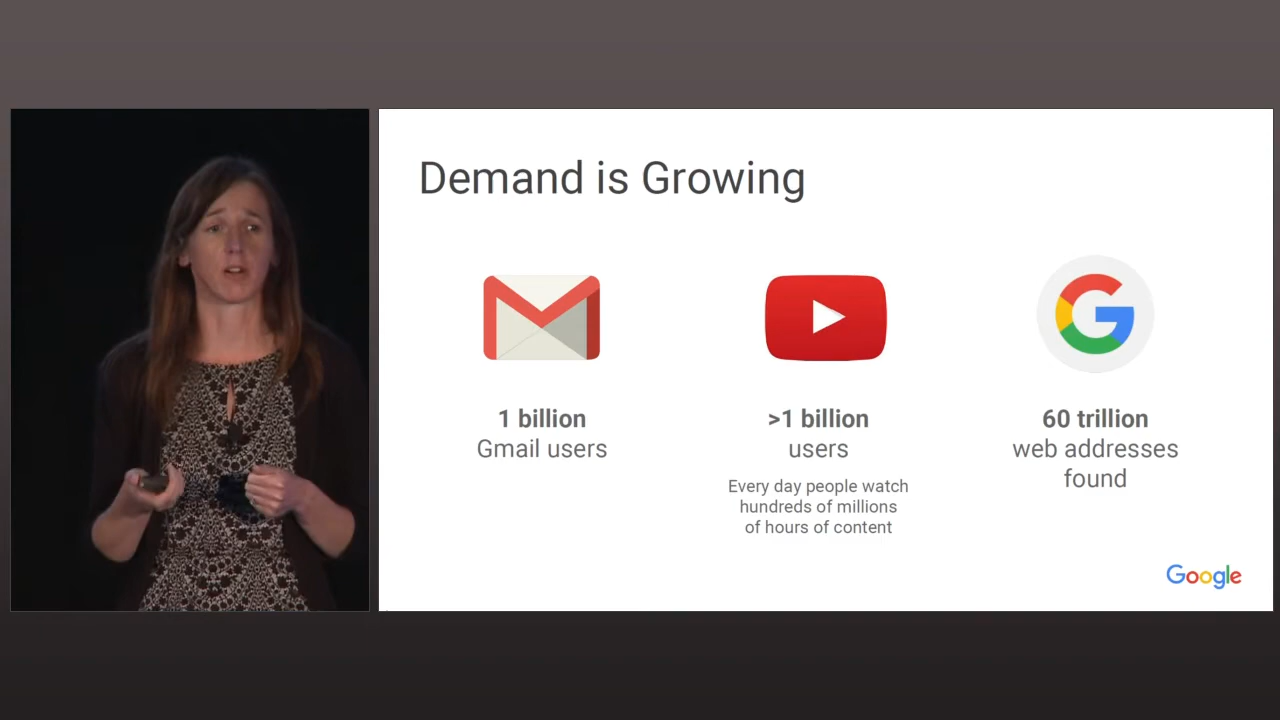 Demand is Growing
1 billion
Gmail users
>1 billion
users
Every day people watch
hundreds of millions
of hours of content
60 trillion
web addresses
found
Google